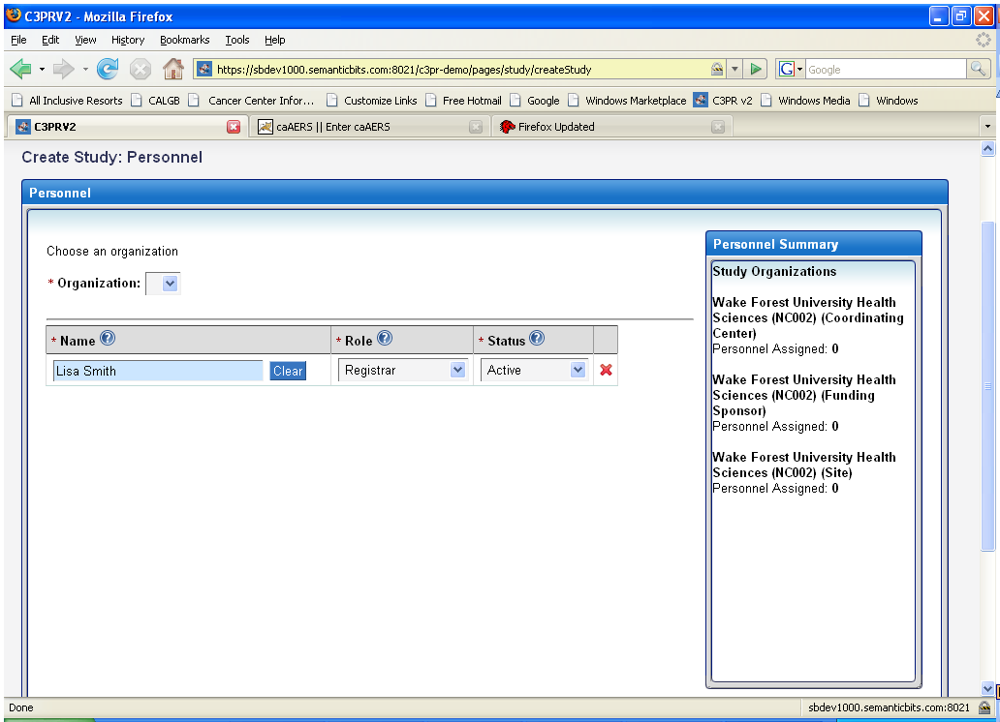 C3PRV2 - Mozilla Firefox
File Edit View History Bookmarks Tools Help
https://sbdev1000.semanticbits.com:8021/c3pr-demo/pages/study/createStudy
G Google
All Inclusive Resorts CALGB Cancer Center Infor... Customize Links Free Hotmail Google Windows Marketplace C3PR v2 Windows Media Windows
C3PRV2 caAERS || Enter caAERS Firefox Updated
Create Study: Personnel
Personnel
Choose an organization
* Organization:
* Name ? * Role ? * Status ?
Lisa Smith Clear Registrar Active
Personnel Summary
Study Organizations
Wake Forest University Health
Sciences (NC002) (Coordinating
Center)
Personnel Assigned: 0
Wake Forest University Health
Sciences (NC002) (Funding
Sponsor)
Personnel Assigned: 0
Wake Forest University Health
Sciences (NC002) (Site)
Personnel Assigned: 0
Done sbdev1000.semanticbits.com:8021